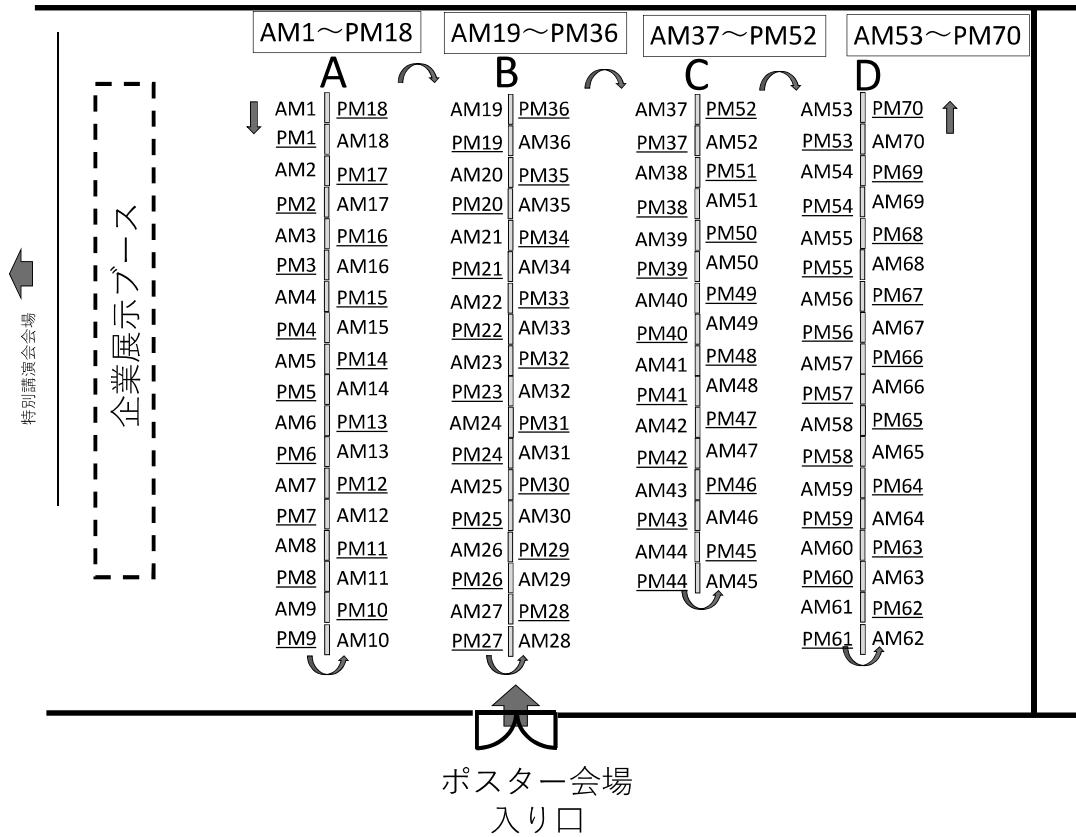 AM1～PM18
AM19～PM36
AM37～PM52
AM53～PM70
A
B
C
D
AM1 PM18 AM19 PM36 AM37 PM52 AM53 PM70
PM1 AM18 PM19 AM36 PM37 AM52 PM53 AM70
AM2 PM17 AM20 PM35 AM38 PM51 AM54 PM69
PM2 AM17 PM20 AM35 PM38 AM51 PM54 AM69
AM3 PM16 AM21 PM34 AM39 PM50 AM55 PM68
PM3 AM16 PM21 AM34 PM39 AM50 PM55 AM68
AM4 PM15 AM22 PM33 AM40 PM49 AM56 PM67
PM4 AM15 PM22 AM33 PM40 AM49 PM56 AM67
AM5 PM14 AM23 PM32 AM41 PM48 AM57 PM66
PM5 AM14 PM23 AM32 PM41 AM48 PM57 AM66
AM6 PM13 AM24 PM31 AM42 PM47 AM58 PM65
PM6 AM13 PM24 AM31 PM42 AM47 PM58 AM65
AM7 PM12 AM25 PM30 AM43 PM46 AM59 PM64
PM7 AM12 PM25 AM30 PM43 AM46 PM59 AM64
AM8 PM11 AM26 PM29 AM44 PM45 AM60 PM63
PM8 AM11 PM26 AM29 PM44 AM45 PM60 AM63
AM9 PM10 AM27 PM28 AM61 PM62
PM9 AM10 PM27 AM28 PM61 AM62
企業展示ブース
特別講演会会場
ポスター会場
入り口